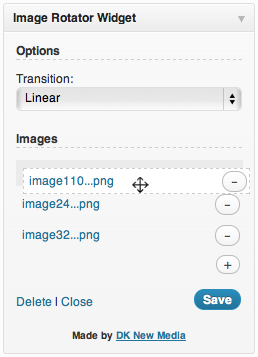 Image Rotator Widget
Options
Transition:
Linear
Images
image110...png
image24...png
image32...png
Delete | Close Save
Made by DK New Media